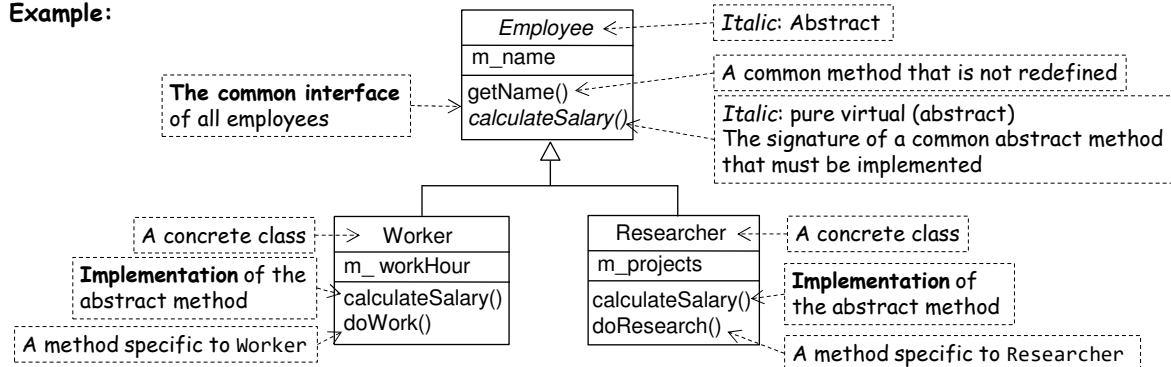 Example:
Employee
Italic: Abstract
m_name
A common method that is not redefined
The common interface
of all employees
getName()
calculateSalary()
Italic: pure virtual (abstract)
The signature of a common abstract method
that must be implemented
A concrete class
Worker
Researcher
A concrete class
m_ workHour
m_projects
Implementation of the
abstract method
calculateSalary()
doWork()
calculateSalary()
doResearch()
Implementation of
the abstract method
A method specific to Worker
A method specific to Researcher